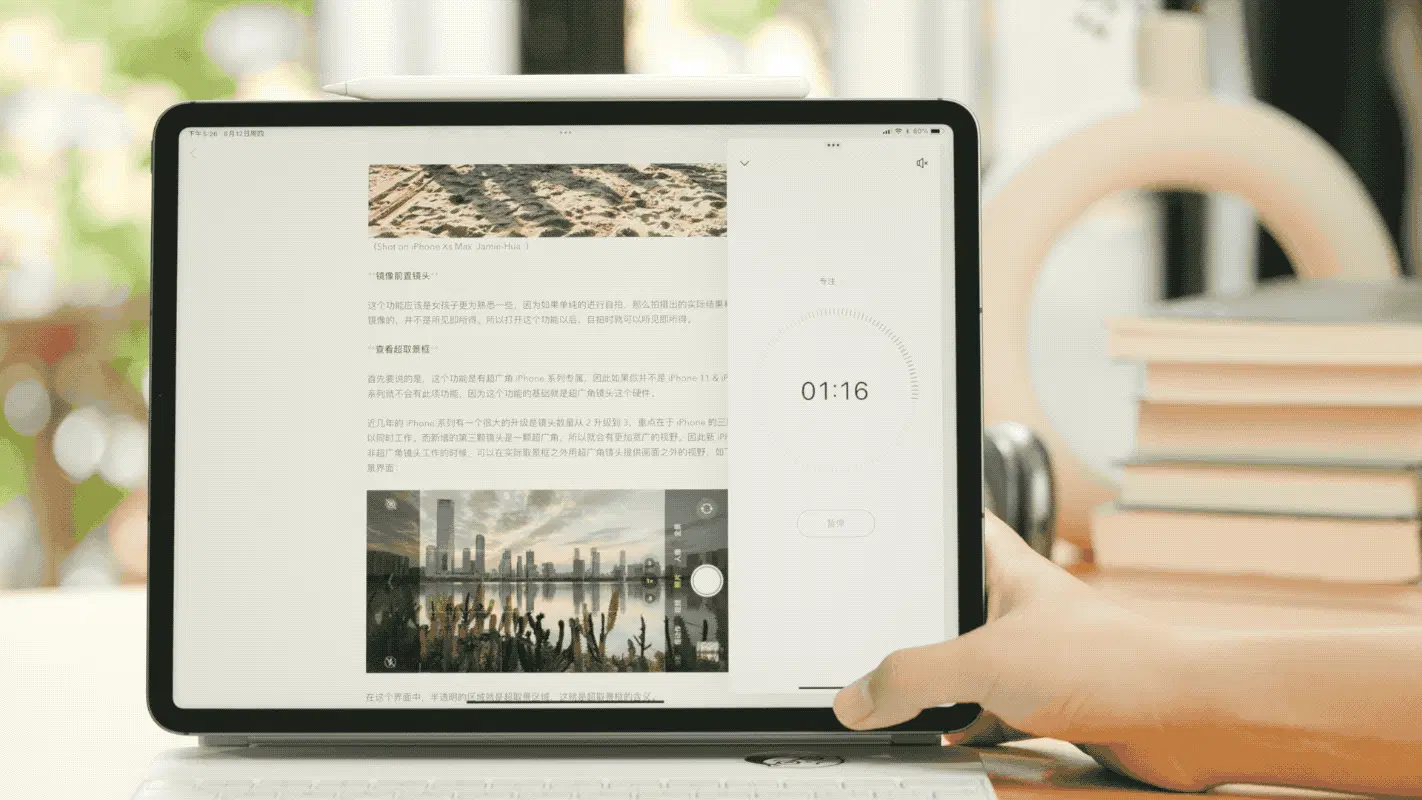 下午5:26 8月12日周四
60%
(Shot on iPhone Xs Max Jamie-Hua )
**镜像前置镜头**
这个功能应该是女孩子更为熟悉一些,因为如果单纯的进行自拍,那么拍摄出的实际结果
镜像的,并不是所见即所得。所以打开这个功能以后,自拍时就可以所见即所得。
**查看超取景框**
首先要说的是,这个功能是有超广角 iPhone 系列专属。因此如果你并不是 iPhone 11 & iP
系列就不会有此项功能,因为这个功能的基础就是超广角镜头这个硬件。
近几年的 iPhone 系列有一个很大的升级是镜头数量从 2 升级到 3,重点在于 iPhone 的三
以同时工作。而新增的第三颗镜头是一颗超广角,所以就会有更加宽广的视野。因此新 iP
非超广角镜头工作的时候,可以在实际取景框之外用超广角镜头提供画面之外的视野,如
景界面:
照片
在这个界面中,半透明的区域就是超取景区域,这就是超取景框的含义。
专注
01:16
暂停